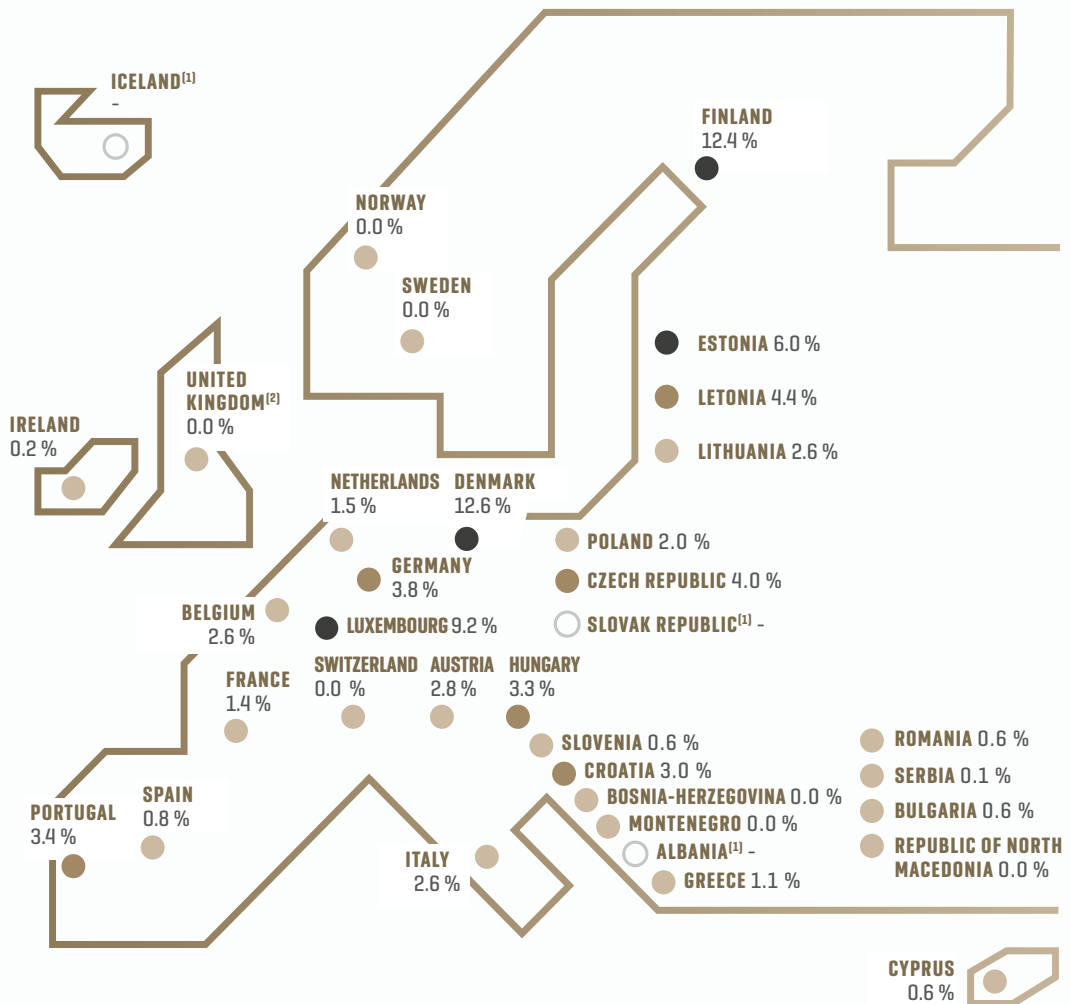 ICELAND(1)
-
FINLAND
12.4 %
NORWAY
0.0 %
SWEDEN
0.0 %
UNITED
KINGDOM(2)
0.0 %
IRELAND
0.2 %
ESTONIA 6.0 %
LETONIA 4.4 %
LITHUANIA 2.6 %
NETHERLANDS
1.5 %
DENMARK
12.6 %
POLAND 2.0 %
GERMANY
3.8 %
CZECH REPUBLIC 4.0 %
BELGIUM
2.6 %
LUXEMBOURG 9.2 %
SLOVAK REPUBLIC(1) -
FRANCE
1.4 %
SWITZERLAND
0.0 %
AUSTRIA
2.8 %
HUNGARY
3.3 %
SLOVENIA 0.6 %
CROATIA 3.0 %
BOSNIA-HERZEGOVINA 0.0 %
MONTENEGRO 0.0 %
ALBANIA(1) -
GREECE 1.1 %
ROMANIA 0.6 %
SERBIA 0.1 %
BULGARIA 0.6 %
REPUBLIC OF NORTH
MACEDONIA 0.0 %
PORTUGAL
3.4 %
SPAIN
0.8 %
ITALY
2.6 %
CYPRUS
0.6 %